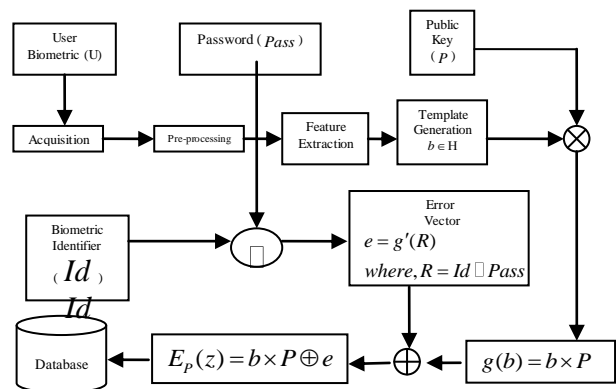 User
Biometric (U)
Password (Pass)
Public
Key
(P)
Acquisition
Pre-processing
Feature
Extraction
Template
Generation
b ∈ H
⊗
Biometric
Identifier
(Id)
Id
□
Error
Vector
e = g′(R)
where, R = Id □ Pass
Database
E_P(z) = b × P ⊕ e
⊕
g(b) = b × P